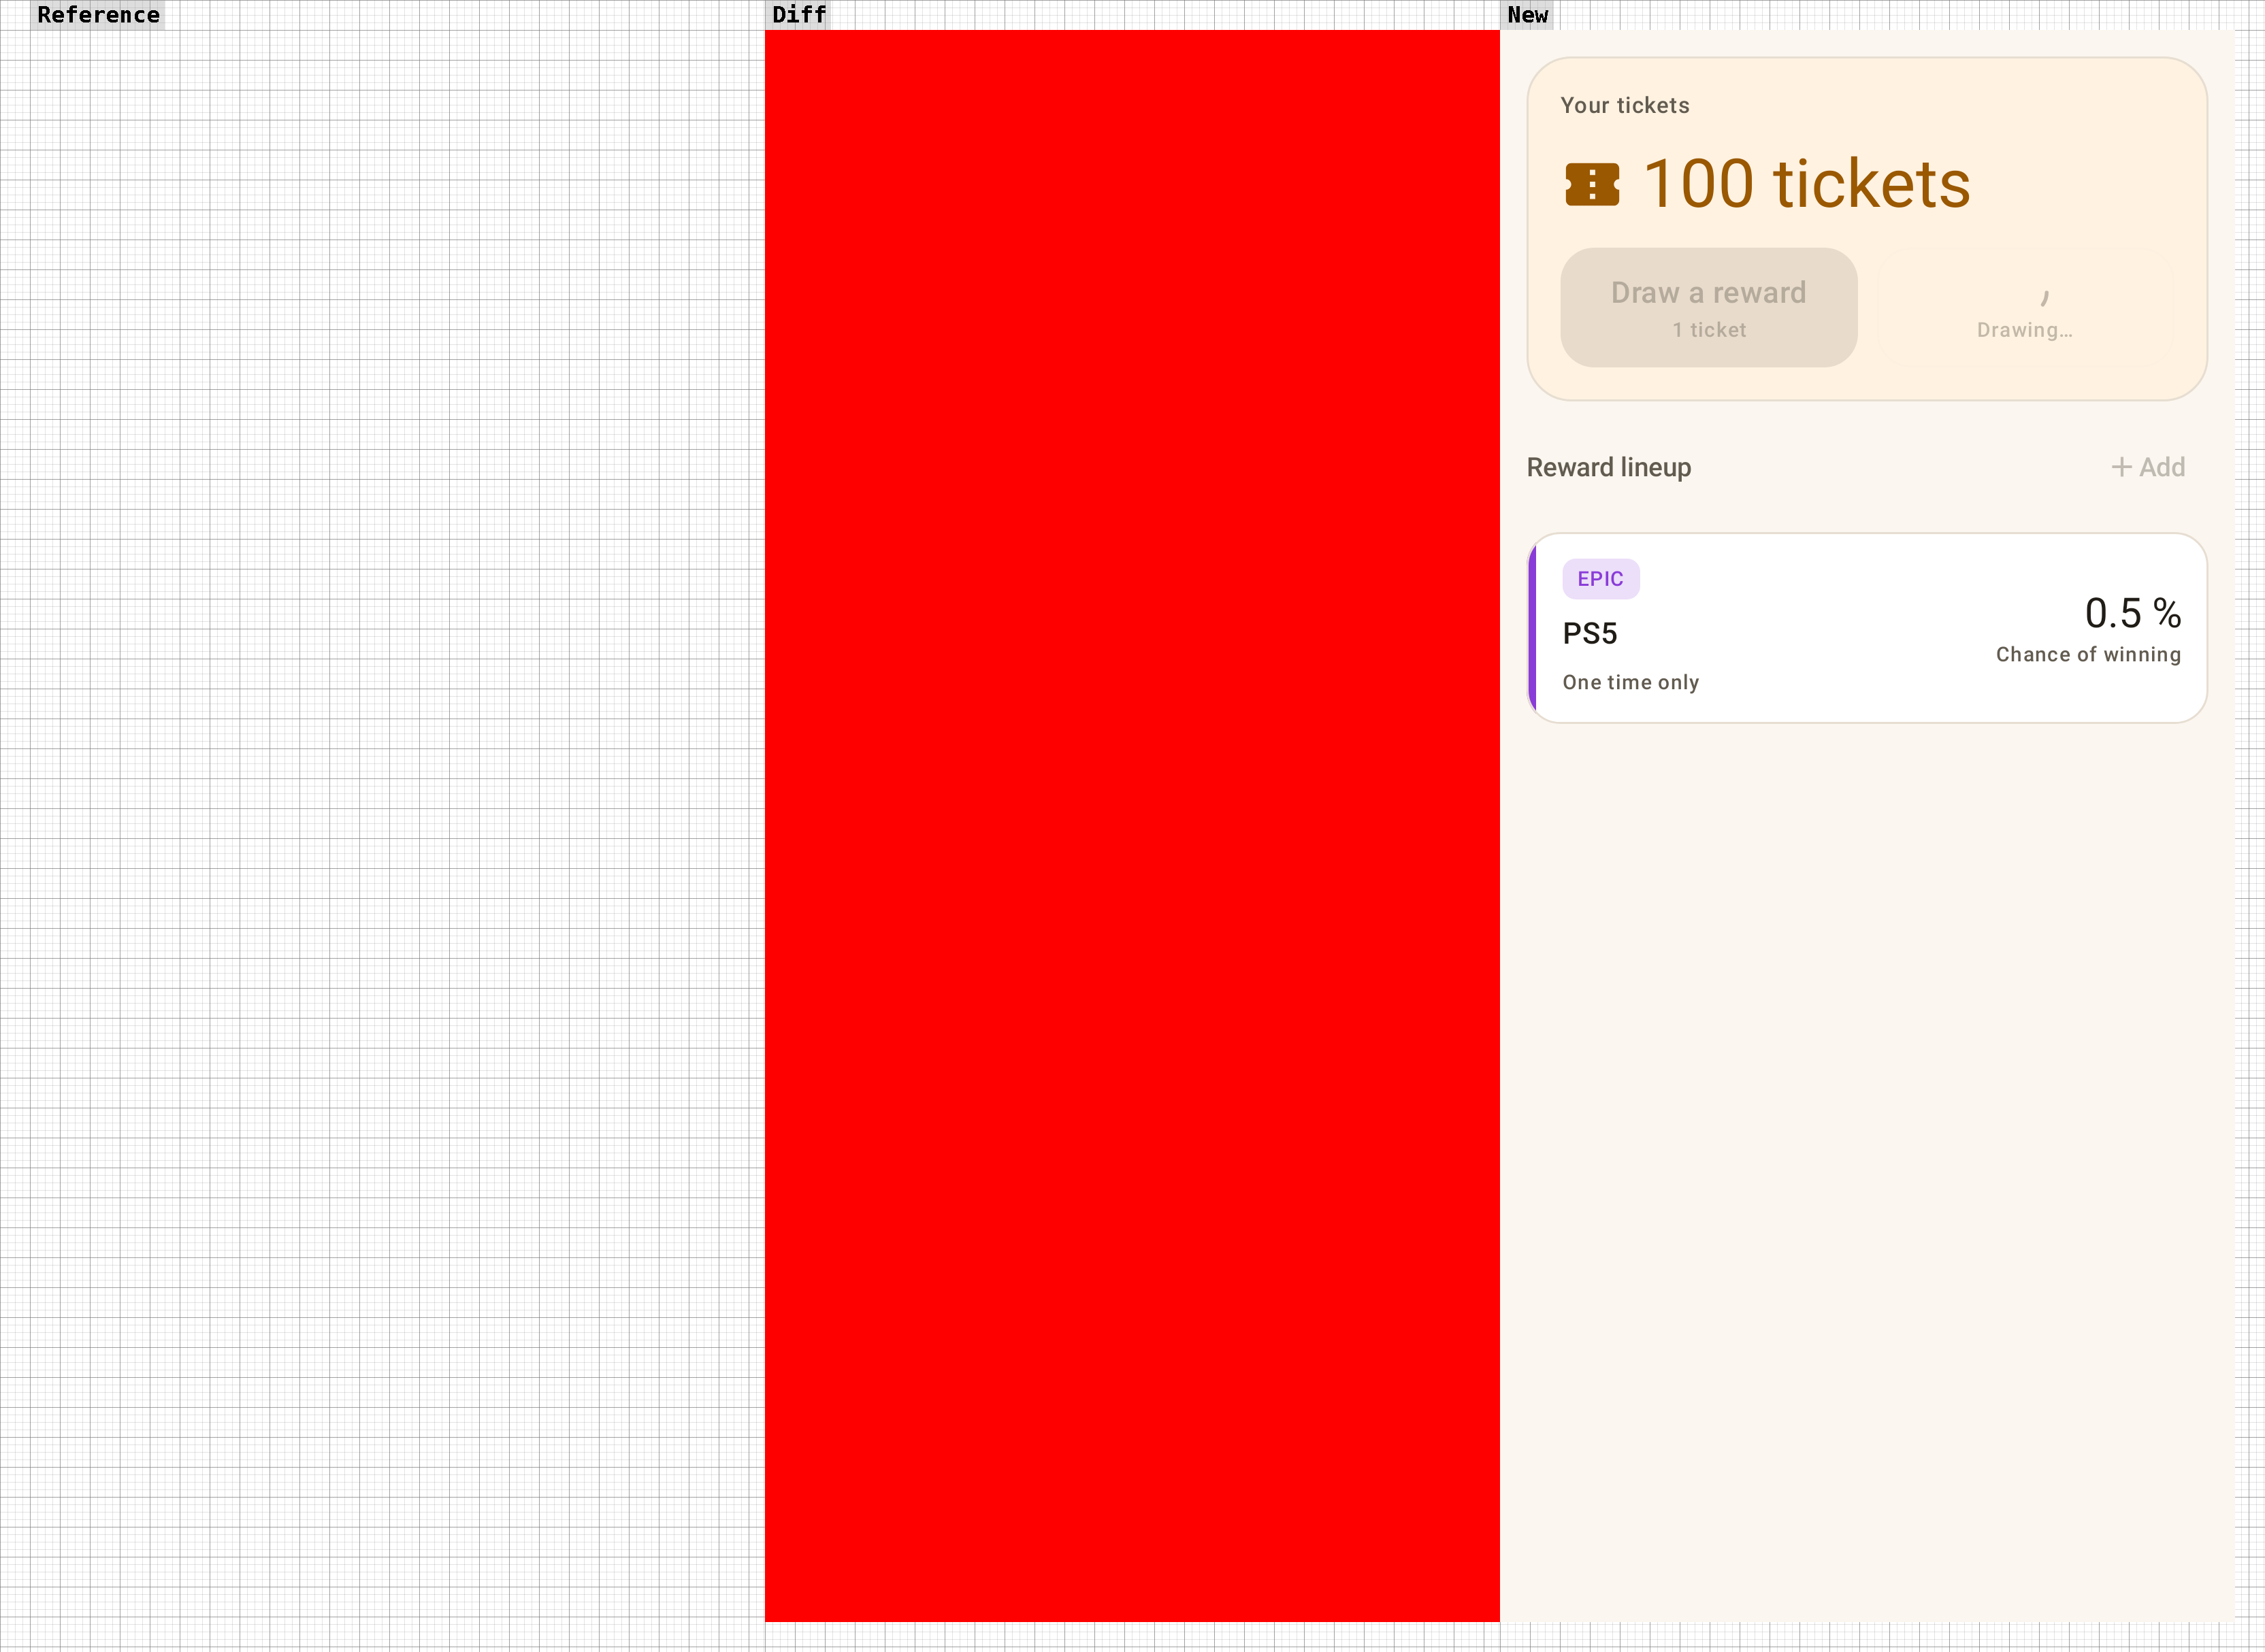 Reference
Diff
New
Your tickets
100 tickets
Draw a reward
1 ticket
Drawing…
Reward lineup
+ Add
EPIC
PS5
One time only
0.5 %
Chance of winning